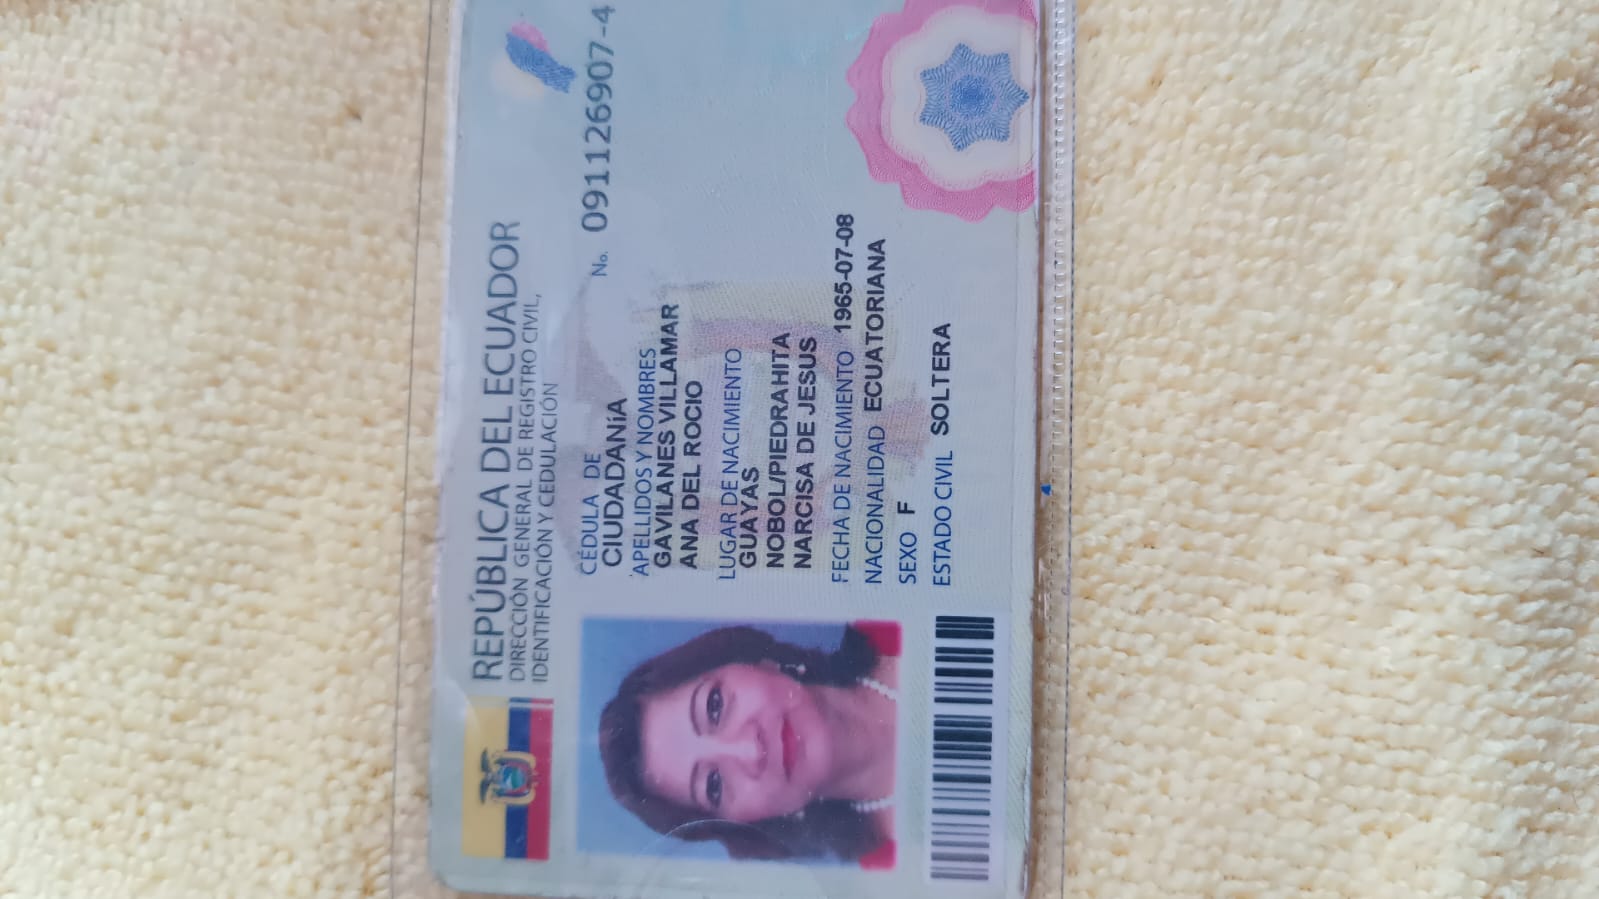 REPÚBLICA DEL ECUADOR
DIRECCIÓN GENERAL DE REGISTRO CIVIL,
IDENTIFICACIÓN Y CEDULACIÓN
CÉDULA DE No. 091126907-4
CIUDADANíA
APELLIDOS Y NOMBRES
GAVILANES VILLAMAR
ANA DEL ROCIO
LUGAR DE NACIMIENTO
GUAYAS
NOBOL/PIEDRAHITA
NARCISA DE JESUS
FECHA DE NACIMIENTO 1965-07-08
NACIONALIDAD ECUATORIANA
SEXO F
ESTADO CIVIL SOLTERA